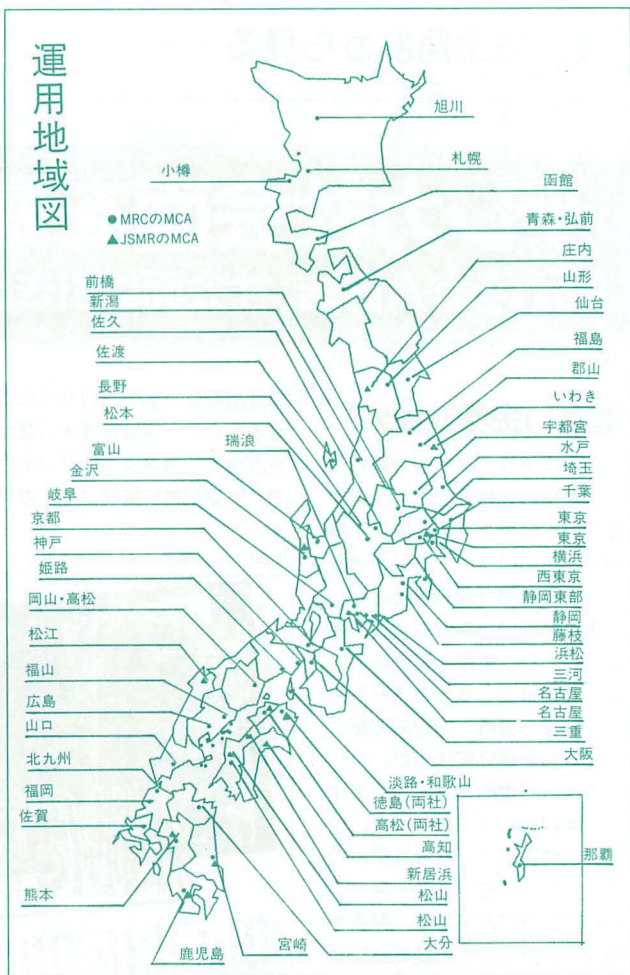 運用地域図
●MRCのMCA
▲JSMRのMCA
旭川
札幌
小樽
函館
青森・弘前
庄内
山形
仙台
福島
郡山
いわき
宇都宮
水戸
埼玉
千葉
東京
東京
横浜
西東京
静岡東部
静岡
藤枝
浜松
三河
名古屋
名古屋
三重
大阪
前橋
新潟
佐久
佐渡
長野
松本
瑞浪
富山
金沢
岐阜
京都
神戸
姫路
岡山・高松
松江
福山
広島
山口
北九州
福岡
佐賀
熊本
鹿児島
宮崎
大分
松山
松山
新居浜
高知
高松(両社)
徳島(両社)
淡路・和歌山
那覇